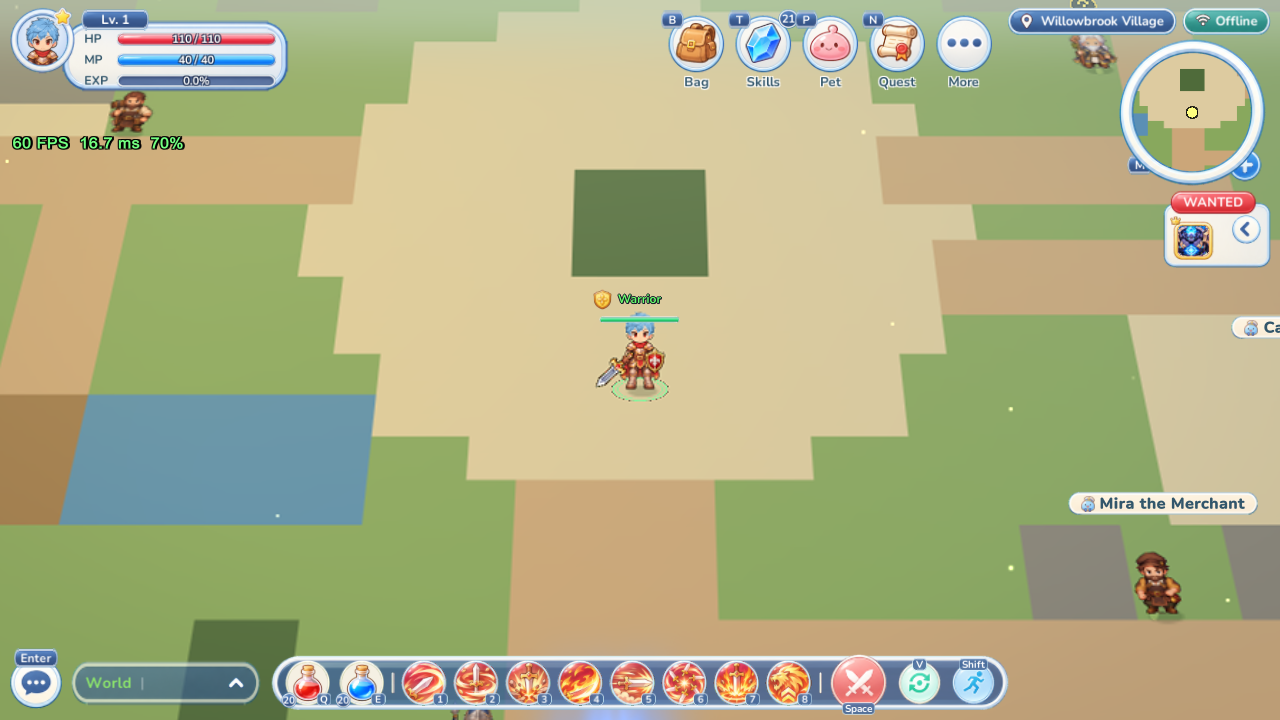 Lv. 1
HP 110 / 110
MP 40 / 40
EXP 0.0%
60 FPS 16.7 ms 70%
B
T
21
P
N
Bag
Skills
Pet
Quest
More
Willowbrook Village
Offline
M
WANTED
Warrior
Ca
Mira the Merchant
Enter
World
20 Q
20 E
1
2
3
4
5
6
7
8
Space
V
Shift